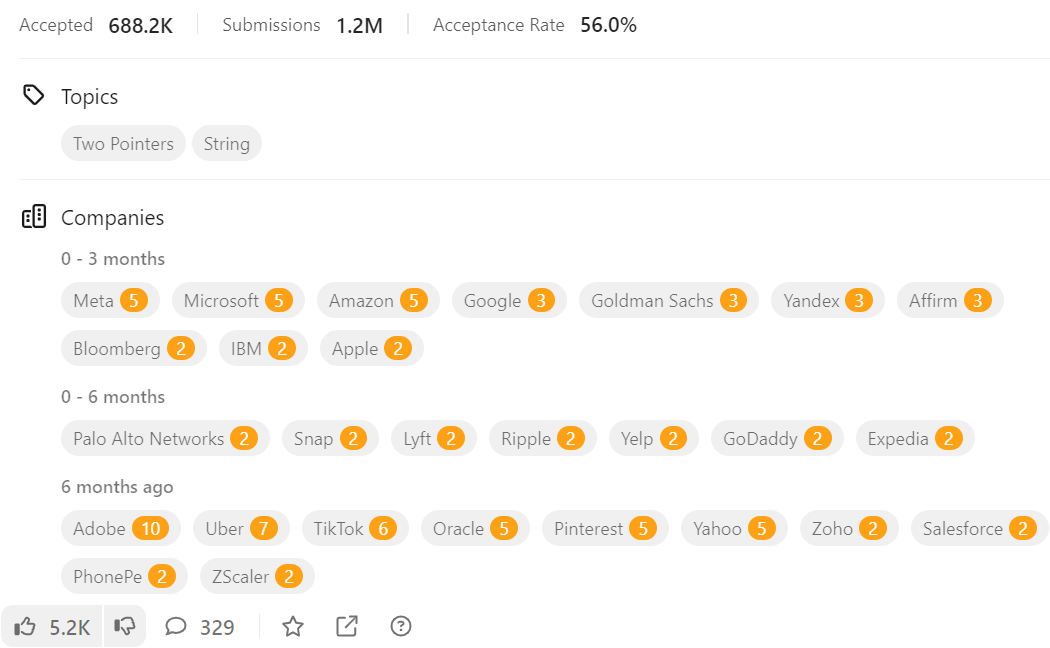 Accepted 688.2K Submissions 1.2M Acceptance Rate 56.0%
Topics
Two Pointers String
Companies
0 - 3 months
Meta 5 Microsoft 5 Amazon 5 Google 3 Goldman Sachs 3 Yandex 3 Affirm 3
Bloomberg 2 IBM 2 Apple 2
0 - 6 months
Palo Alto Networks 2 Snap 2 Lyft 2 Ripple 2 Yelp 2 GoDaddy 2 Expedia 2
6 months ago
Adobe 10 Uber 7 TikTok 6 Oracle 5 Pinterest 5 Yahoo 5 Zoho 2 Salesforce 2
PhonePe 2 ZScaler 2
5.2K 329